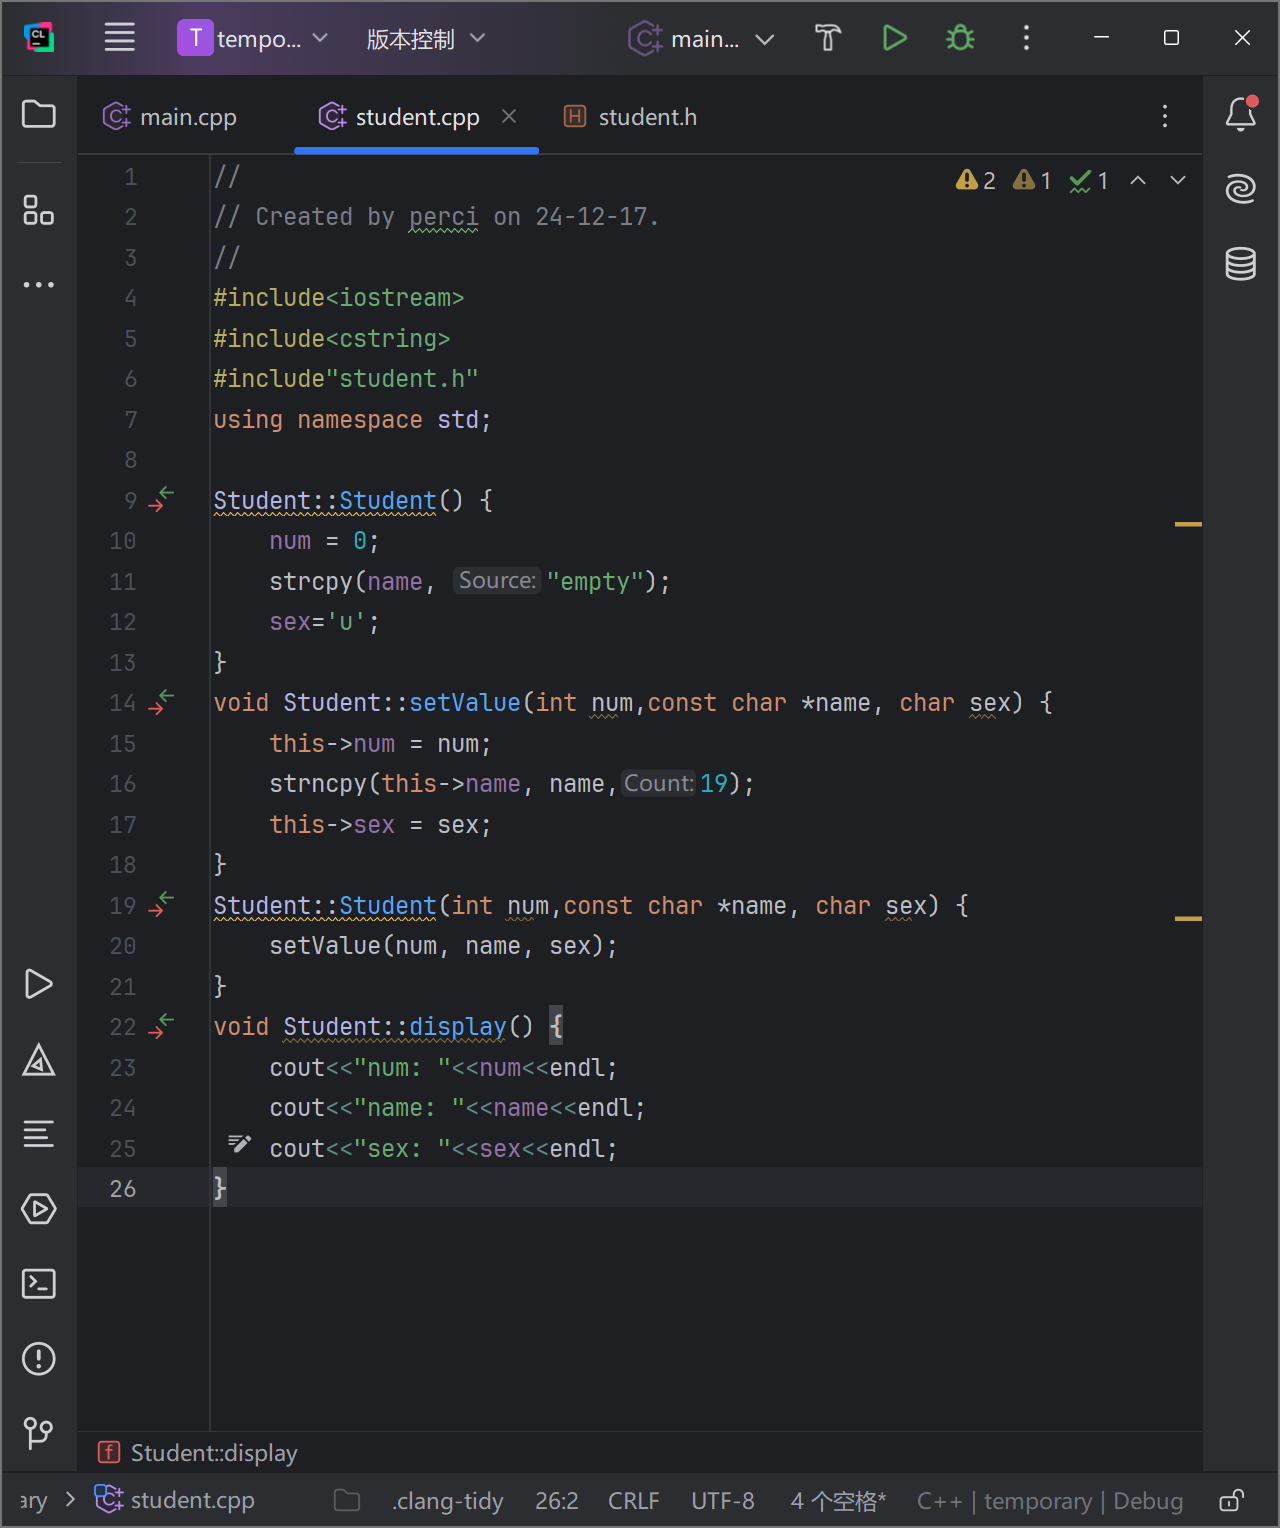 CL
T tempo... 版本控制 main...
main.cpp student.cpp student.h
2 1 1
1 //
2 // Created by perci on 24-12-17.
3 //
4 #include<iostream>
5 #include<cstring>
6 #include"student.h"
7 using namespace std;
8
9 Student::Student() {
10     num = 0;
11     strcpy(name, Source: "empty");
12     sex='u';
13 }
14 void Student::setValue(int num,const char *name, char sex) {
15     this->num = num;
16     strncpy(this->name, name, Count: 19);
17     this->sex = sex;
18 }
19 Student::Student(int num,const char *name, char sex) {
20     setValue(num, name, sex);
21 }
22 void Student::display() {
23     cout<<"num: "<<num<<endl;
24     cout<<"name: "<<name<<endl;
25     cout<<"sex: "<<sex<<endl;
26 }
f Student::display
ary student.cpp .clang-tidy 26:2 CRLF UTF-8 4 个空格* C++ | temporary | Debug